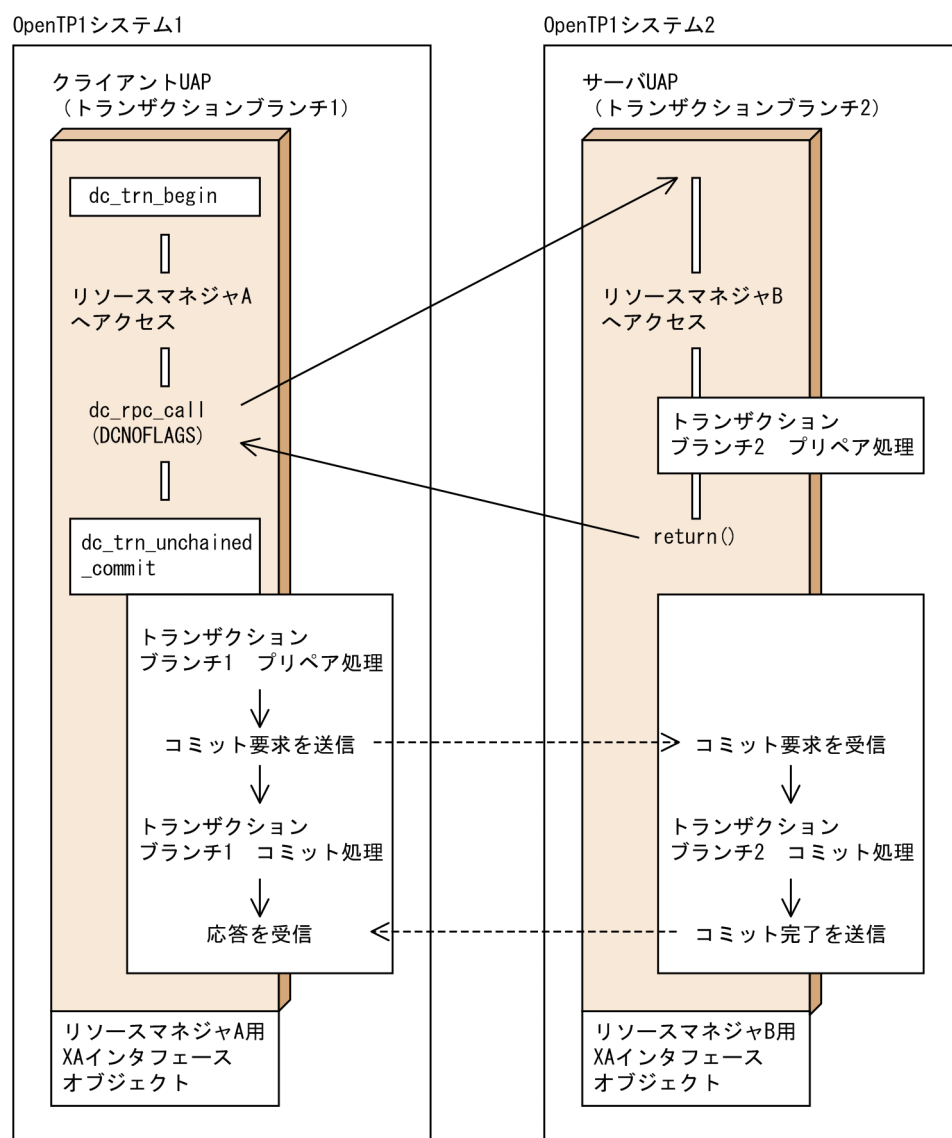 OpenTP1システム1
クライアントUAP
（トランザクションブランチ1）
dc_trn_begin
リソースマネジャA
へアクセス
dc_rpc_call
(DCNOFLAGS)
dc_trn_unchained
_commit
トランザクション
ブランチ1　プリペア処理
コミット要求を送信
トランザクション
ブランチ1　コミット処理
応答を受信
リソースマネジャA用
XAインタフェース
オブジェクト
OpenTP1システム2
サーバUAP
（トランザクションブランチ2）
リソースマネジャB
へアクセス
トランザクション
ブランチ2　プリペア処理
return()
コミット要求を受信
トランザクション
ブランチ2　コミット処理
コミット完了を送信
リソースマネジャB用
XAインタフェース
オブジェクト